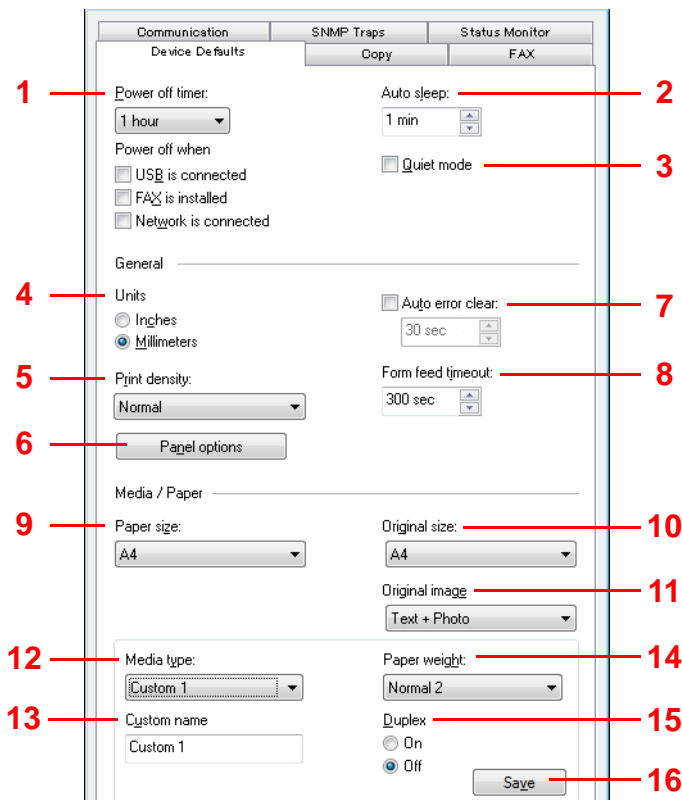 Communication SNMP Traps Status Monitor
Device Defaults Copy FAX
1 Power off timer: Auto sleep: 2
1 hour 1 min
Power off when Quiet mode 3
USB is connected
FAX is installed
Network is connected
General
4 Units Auto error clear: 7
Inches 30 sec
Millimeters
5 Print density: Form feed timeout: 8
Normal 300 sec
6 Panel options
Media / Paper
9 Paper size: Original size: 10
A4 A4
Original image 11
Text + Photo
12 Media type: Paper weight: 14
Custom 1 Normal 2
13 Custom name Duplex 15
Custom 1 On
Off
Save 16